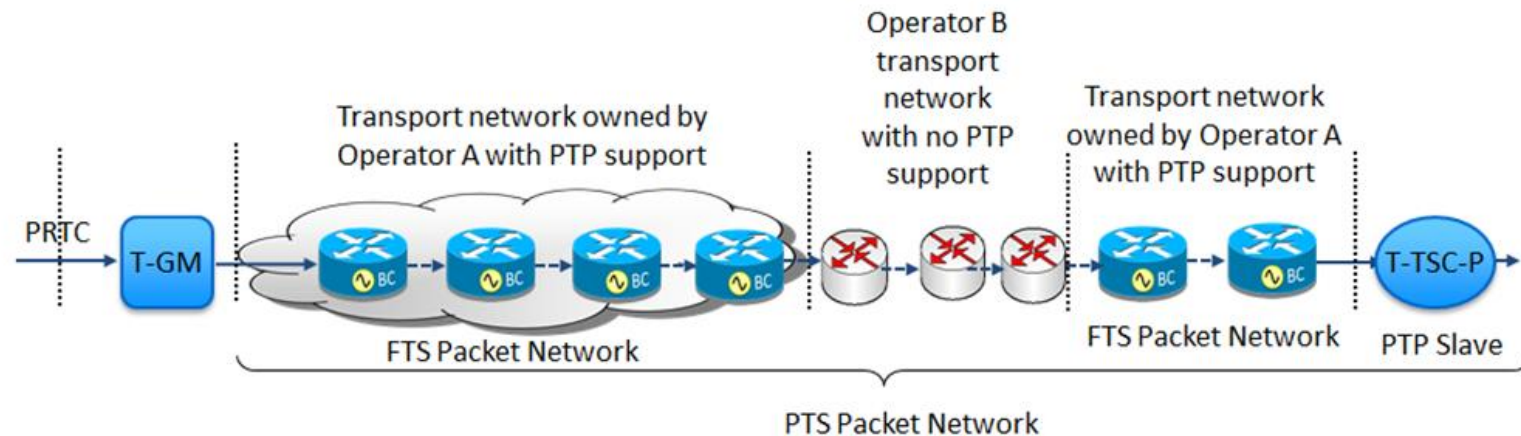 Operator B
transport
network
with no PTP
support
Transport network owned by
Operator A with PTP support
Transport network
owned by Operator A
with PTP support
PRTC
T-GM
BC
BC
BC
BC
BC
BC
T-TSC-P
FTS Packet Network
FTS Packet Network
PTP Slave
PTS Packet Network